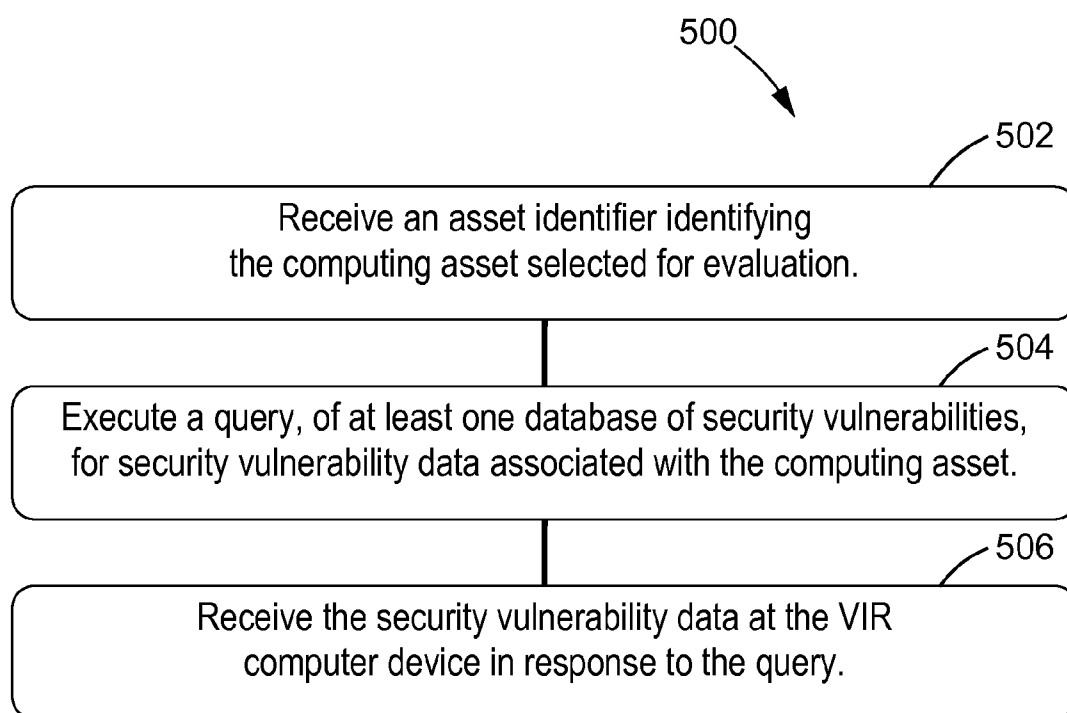 500
502
Receive an asset identifier identifying
the computing asset selected for evaluation.
504
Execute a query, of at least one database of security vulnerabilities,
for security vulnerability data associated with the computing asset.
506
Receive the security vulnerability data at the VIR
computer device in response to the query.